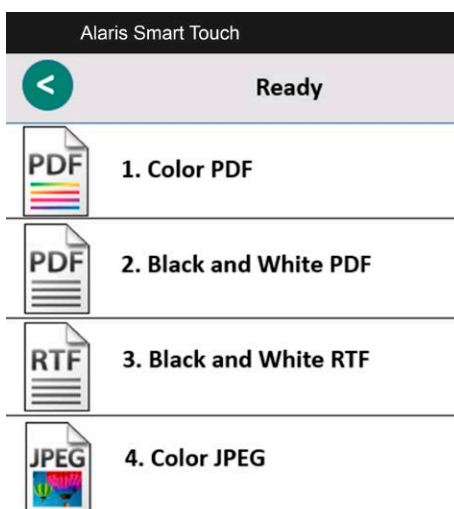 Alaris Smart Touch
<
Ready
PDF
1. Color PDF
PDF
2. Black and White PDF
RTF
3. Black and White RTF
JPEG
4. Color JPEG